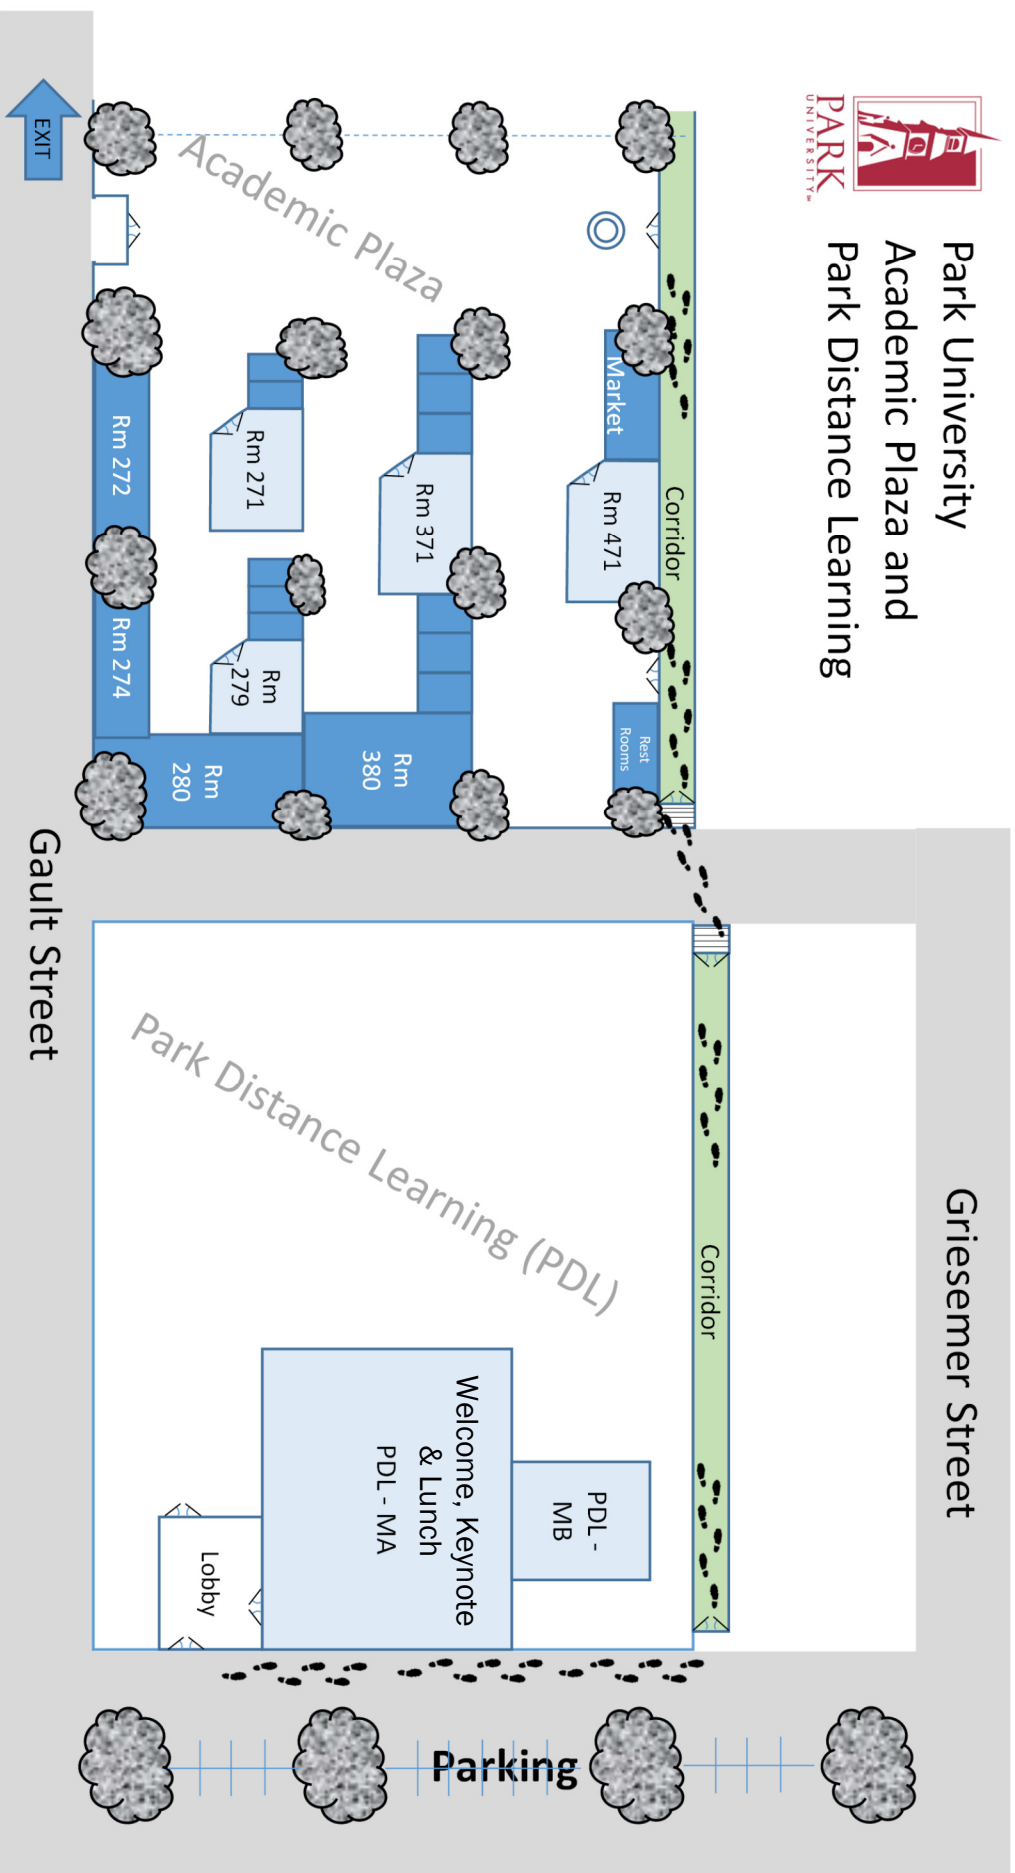 PARK
UNIVERSITY
Park University
Academic Plaza and
Park Distance Learning
Griesemer Street
Corridor
Corridor
Market
Rm 471
Rest
Rooms
Rm 371
Rm
380
Academic Plaza
Rm 271
Rm
279
Rm
280
Rm 272
Rm 274
EXIT
Gault Street
Park Distance Learning (PDL)
PDL -
MB
Welcome, Keynote
& Lunch
PDL - MA
Lobby
Parking